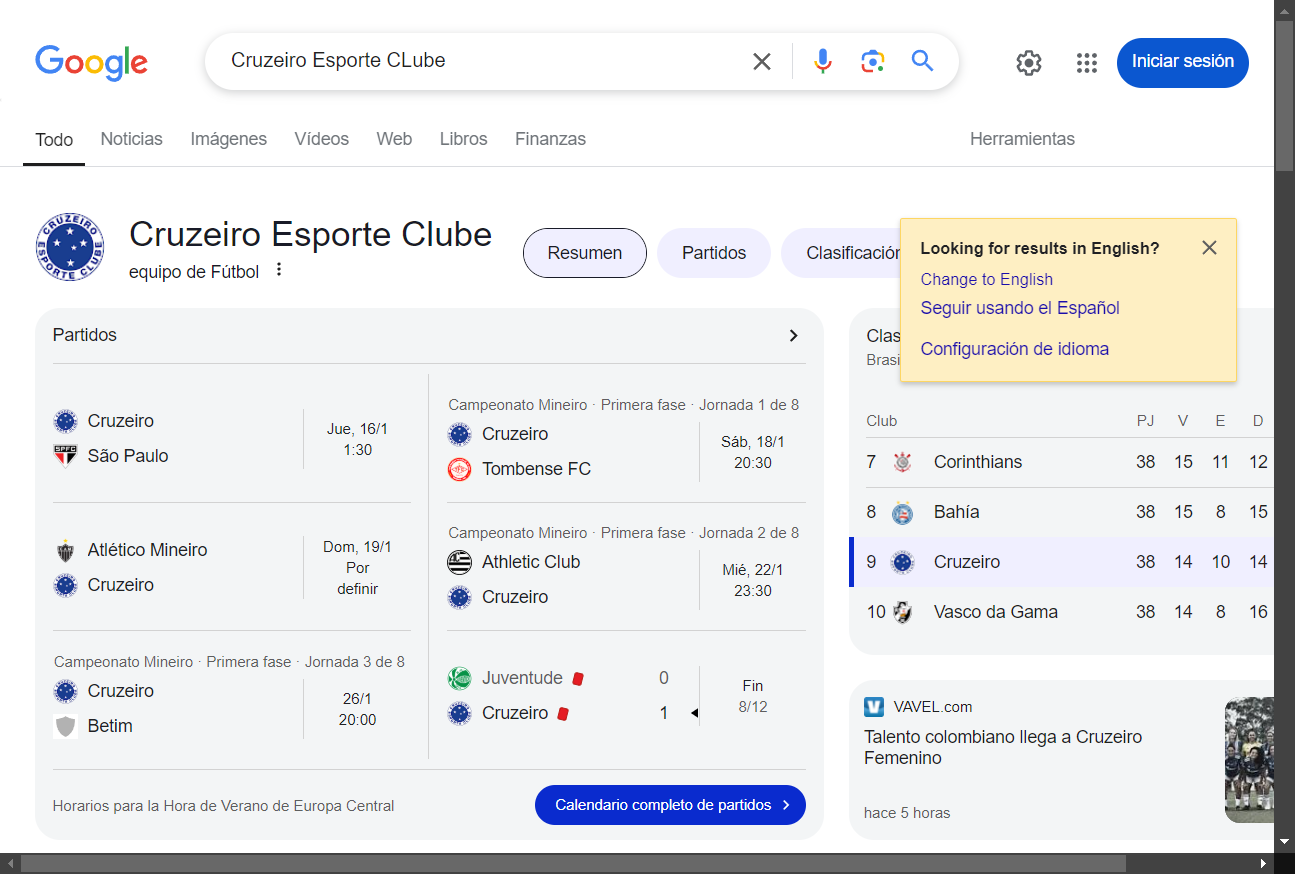 Google
Cruzeiro Esporte CLube
Iniciar sesión
Todo
Noticias
Imágenes
Vídeos
Web
Libros
Finanzas
Herramientas
CRUZEIRO ESPORTE CLUBE
Cruzeiro Esporte Clube
equipo de Fútbol
Resumen
Partidos
Clasificación
Looking for results in English?
Change to English
Seguir usando el Español
Configuración de idioma
Partidos
Cruzeiro
São Paulo
Jue, 16/1
1:30
Campeonato Mineiro · Primera fase · Jornada 1 de 8
Cruzeiro
Tombense FC
Sáb, 18/1
20:30
Atlético Mineiro
Cruzeiro
Dom, 19/1
Por
definir
Campeonato Mineiro · Primera fase · Jornada 2 de 8
Athletic Club
Cruzeiro
Mié, 22/1
23:30
Campeonato Mineiro · Primera fase · Jornada 3 de 8
Cruzeiro
Betim
26/1
20:00
Juventude 0
Cruzeiro 1
Fin
8/12
Horarios para la Hora de Verano de Europa Central
Calendario completo de partidos
Clas
Brasi
Club PJ V E D
7 Corinthians 38 15 11 12
8 Bahía 38 15 8 15
9 Cruzeiro 38 14 10 14
10 Vasco da Gama 38 14 8 16
VAVEL.com
Talento colombiano llega a Cruzeiro
Femenino
hace 5 horas